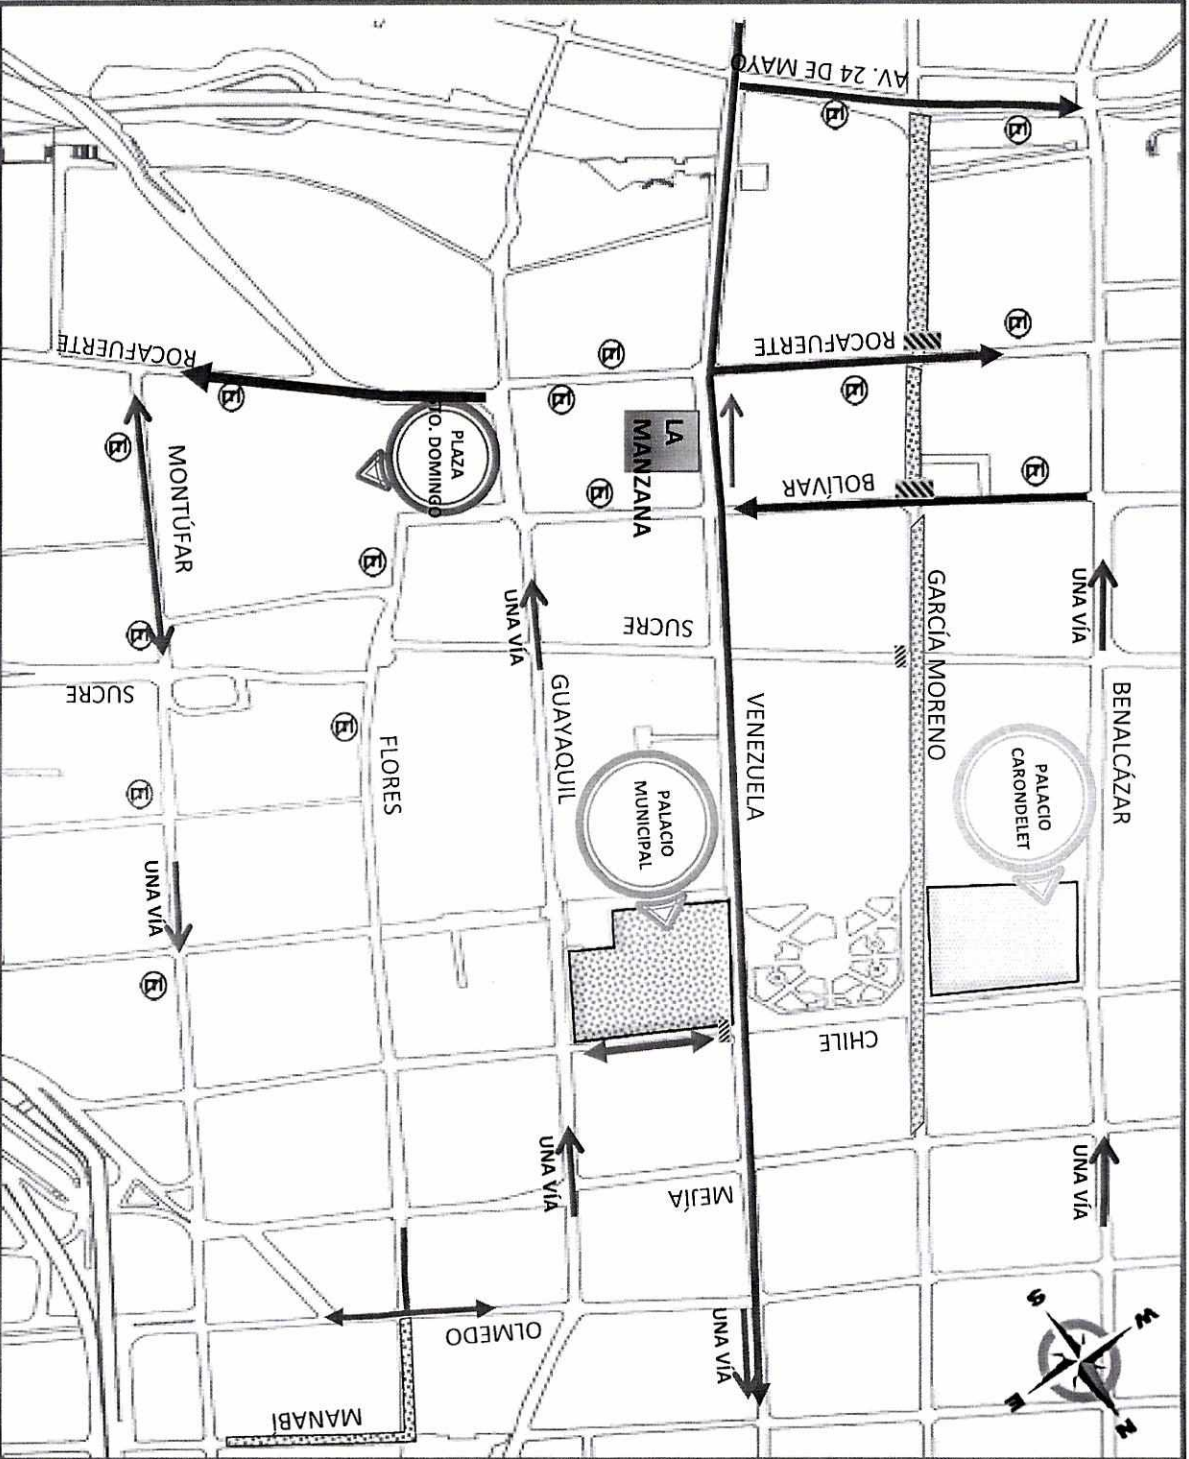 AV. 24 DE MAYO
ROCAFUERTE
ROCAFUERTE
LA
MANZANA
PLAZA
TO. DOMINGO
BOLÍVAR
MONTÚFAR
UNA VÍA
SUCRE
GARCÍA MORENO
UNA VÍA
SUCRE
FLORES
GUAYAQUIL
VENEZUELA
BENALCÁZAR
PALACIO
MUNICIPAL
PALACIO
CARONDELET
UNA VÍA
CHILE
UNA VÍA
MEJÍA
UNA VÍA
OLMEDO
UNA VÍA
MANABÍ
S
W
E
N